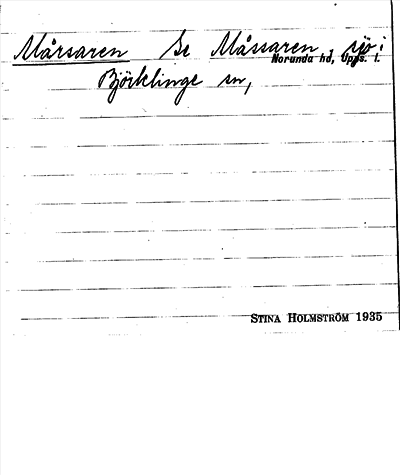 Mårsaren Se Måssaren, sjö i
Norunda hd, Upps. l.
Björklinge sn,
STINA HOLMSTRÖM 1935